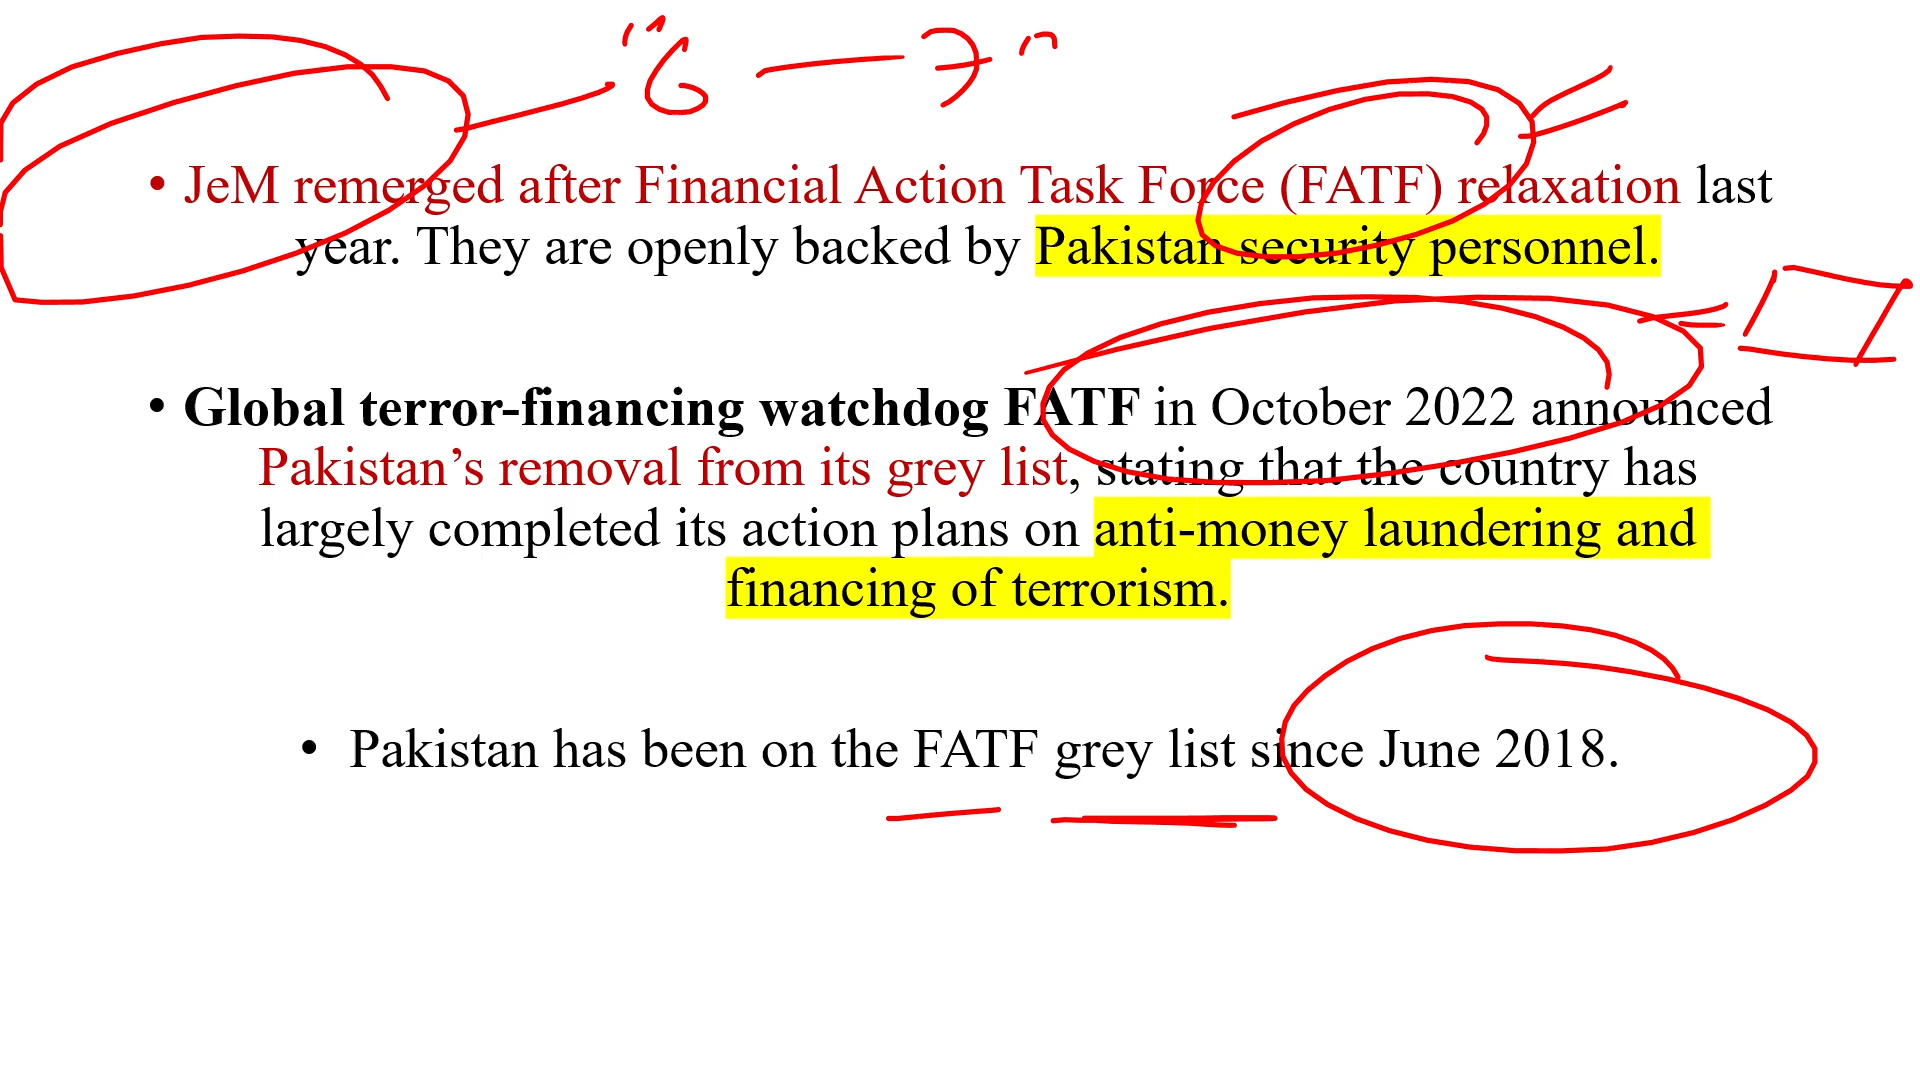 "6 — 7"
• JeM remerged after Financial Action Task Force (FATF) relaxation last
year. They are openly backed by Pakistan security personnel.
• Global terror-financing watchdog FATF in October 2022 announced
Pakistan’s removal from its grey list, stating that the country has
largely completed its action plans on anti-money laundering and
financing of terrorism.
• Pakistan has been on the FATF grey list since June 2018.